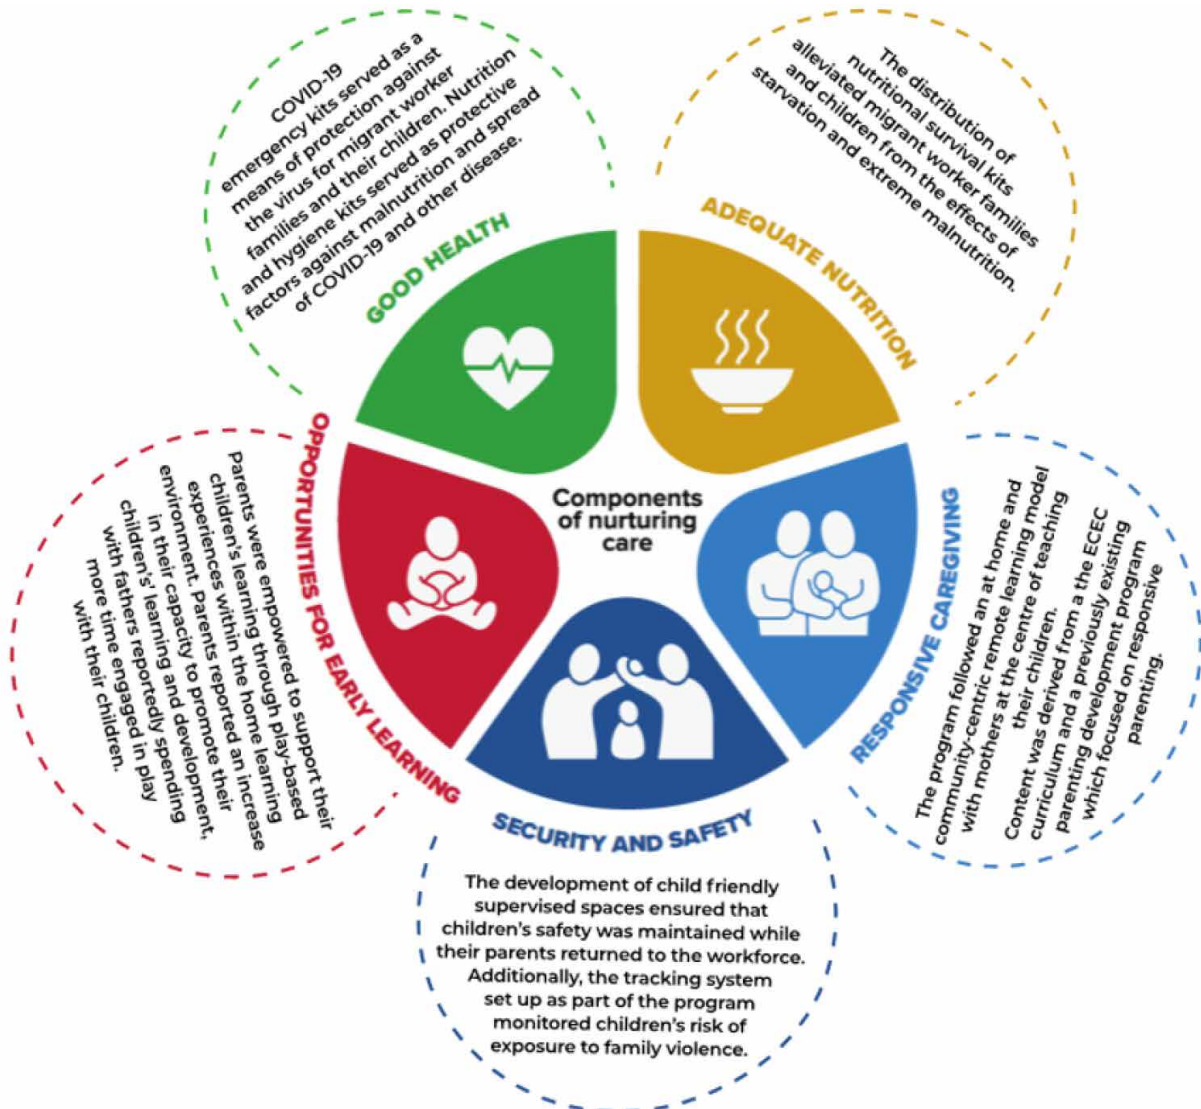 COVID-19
emergency kits served as a
means of protection against
the virus for migrant worker
families and their children. Nutrition
and hygiene kits served as protective
factors against malnutrition and spread
of COVID-19 and other disease.
GOOD HEALTH
The distribution of
nutritional survival kits
alleviated migrant worker families
and children from the effects of
starvation and extreme malnutrition.
ADEQUATE NUTRITION
Components
of nurturing
care
Parents were empowered to support their
children's learning through play-based
experiences within the home learning
environment. Parents reported an increase
in their capacity to promote their
children's' learning and development,
with fathers reportedly spending
more time engaged in play
with their children.
OPPORTUNITIES FOR EARLY LEARNING
RESPONSIVE CAREGIVING
The program followed an at home and
community-centric remote learning model
with mothers at the centre of teaching
their children.
Content was derived from a the ECEC
curriculum and a previously existing
parenting development program
which focused on responsive
parenting.
SECURITY AND SAFETY
The development of child friendly
supervised spaces ensured that
children's safety was maintained while
their parents returned to the workforce.
Additionally, the tracking system
set up as part of the program
monitored children's risk of
exposure to family violence.